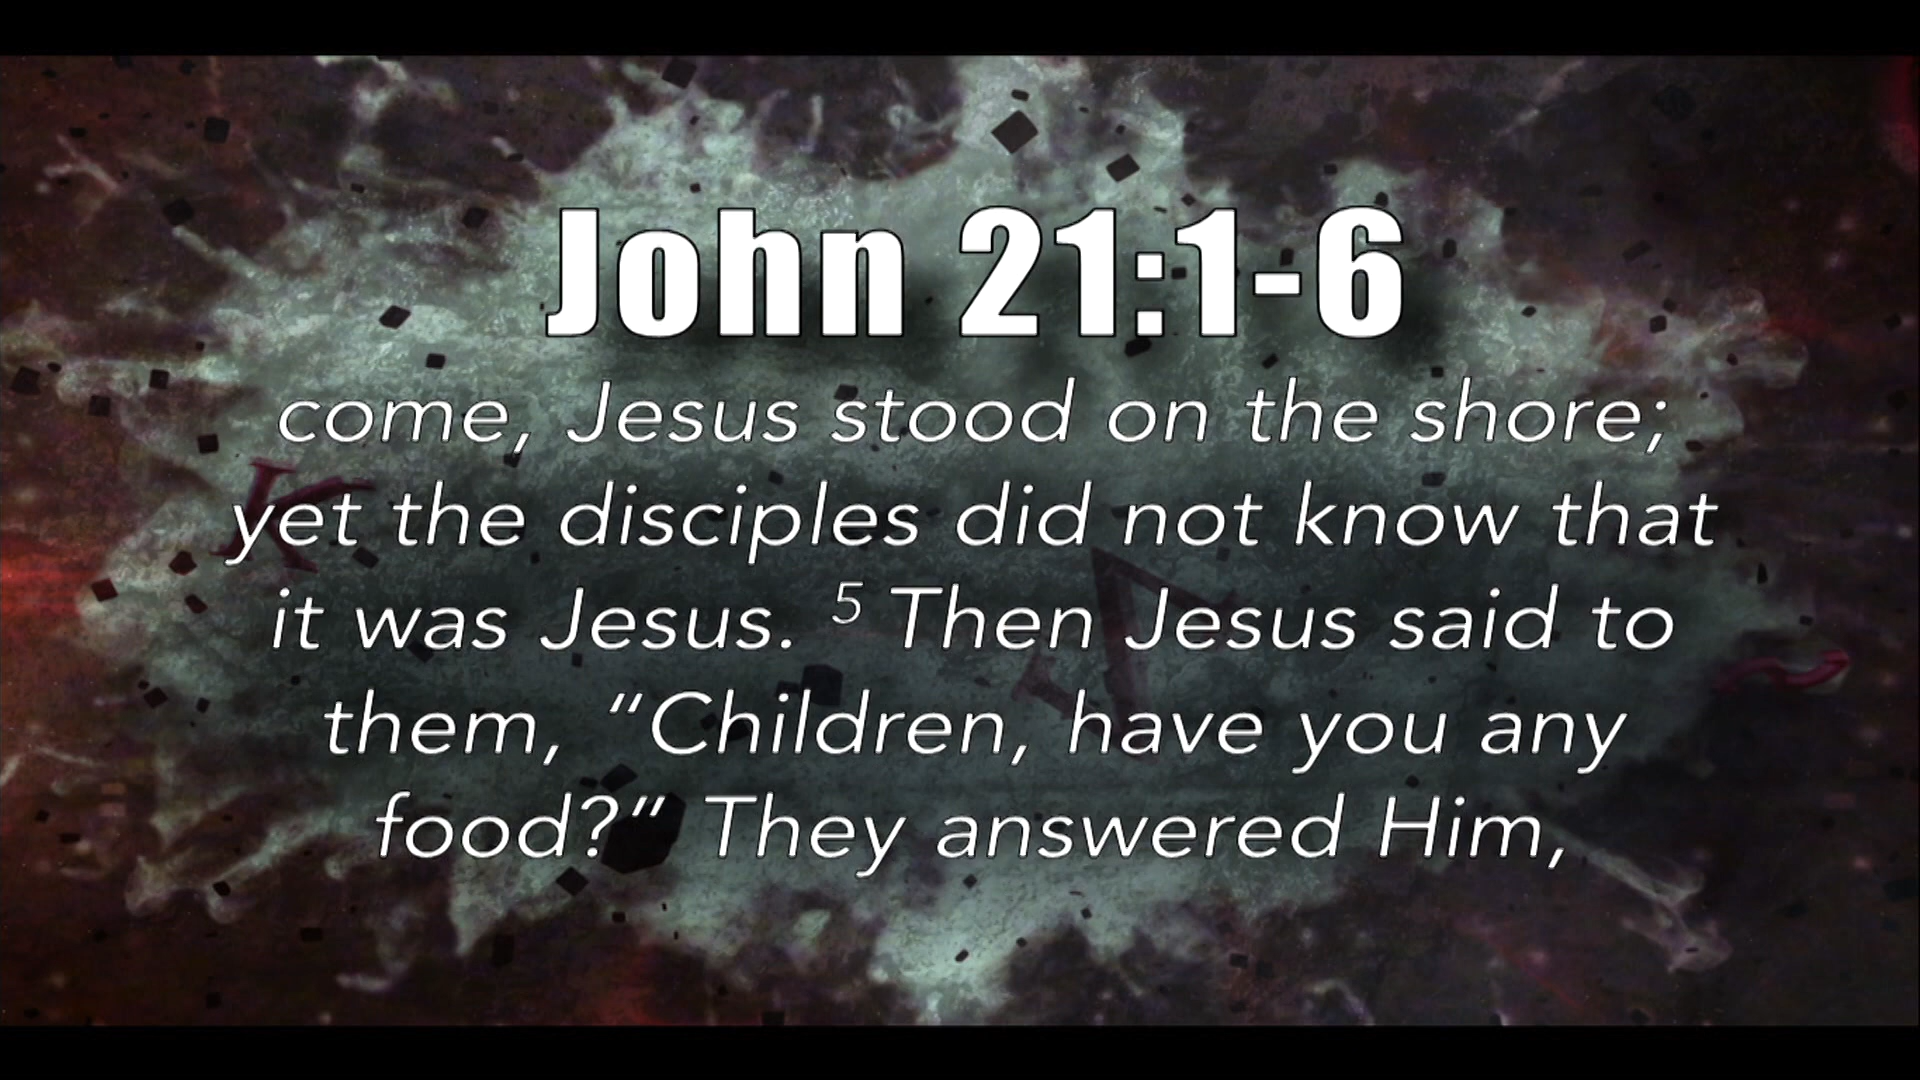 John 21:1-6
come, Jesus stood on the shore;
yet the disciples did not know that
it was Jesus. ⁵ Then Jesus said to
them, “Children, have you any
food?” They answered Him,